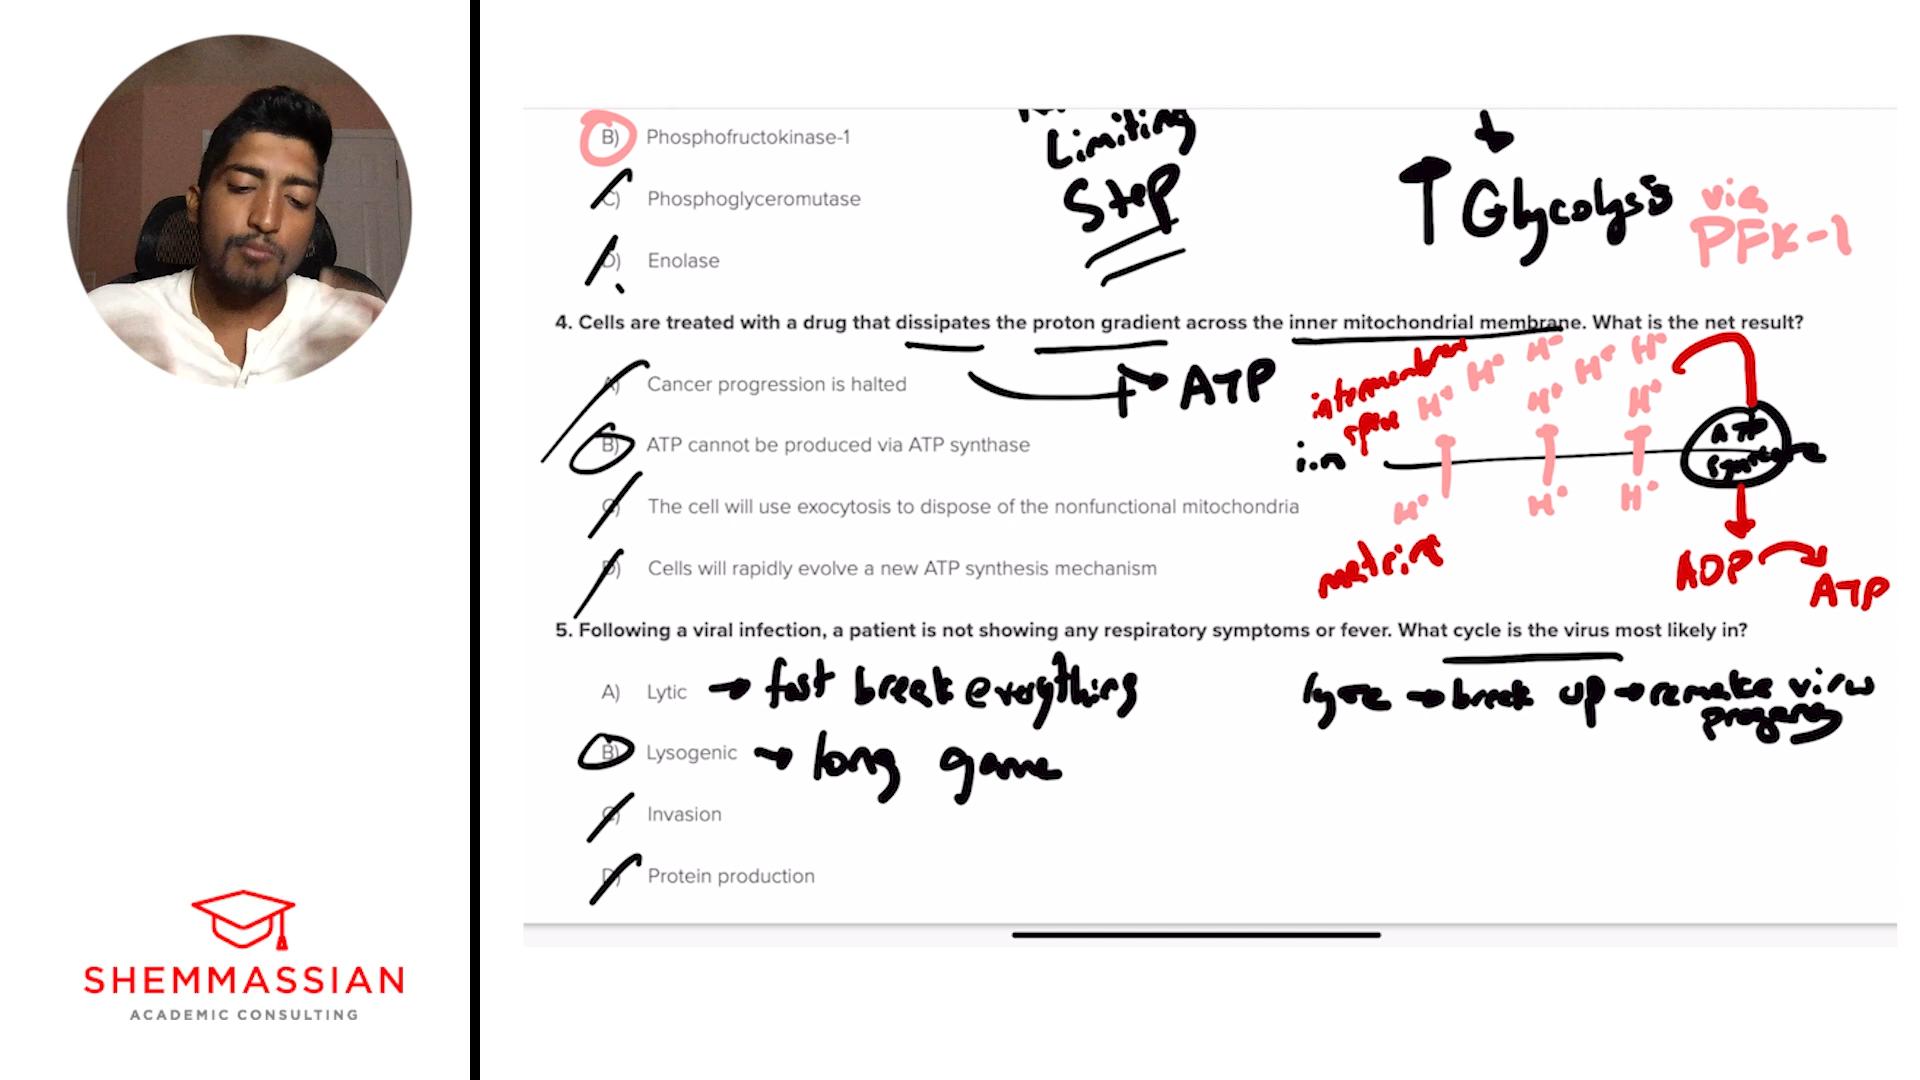 Limiting
Step
↑ Glycolysis via
PFK-1
B) Phosphofructokinase-1
C) Phosphoglyceromutase
D) Enolase
4. Cells are treated with a drug that dissipates the proton gradient across the inner mitochondrial membrane. What is the net result?
A) Cancer progression is halted
→ ATP
B) ATP cannot be produced via ATP synthase
C) The cell will use exocytosis to dispose of the nonfunctional mitochondria
D) Cells will rapidly evolve a new ATP synthesis mechanism
space
i.m
H+ H+ H+ H+
H+ H+ H+
H+ H+ H+
ATP
matrix
ADP
ATP
5. Following a viral infection, a patient is not showing any respiratory symptoms or fever. What cycle is the virus most likely in?
A) Lytic → fast break everything
→ break up → remake virus
progeny
B) Lysogenic → long game
C) Invasion
D) Protein production
SHEMMASSIAN
ACADEMIC CONSULTING